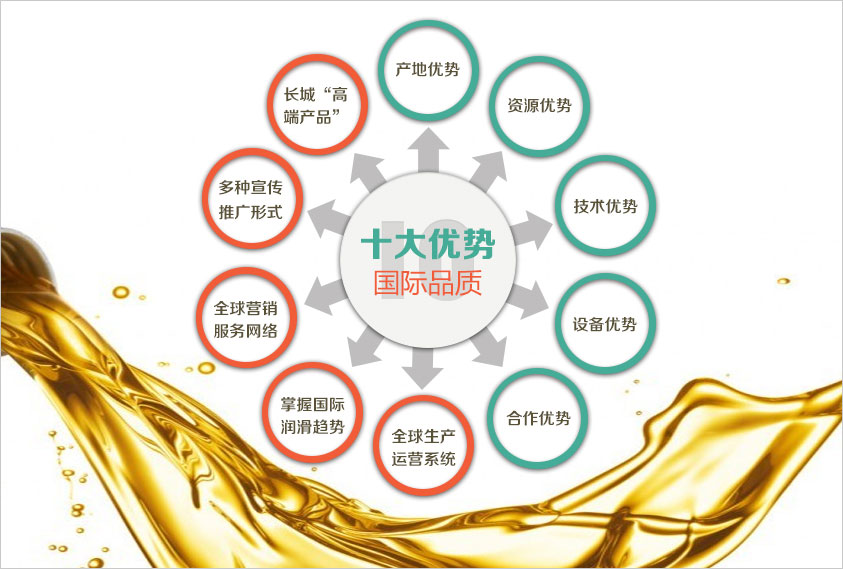 产地优势
资源优势
技术优势
设备优势
合作优势
全球生产
运营系统
掌握国际
润滑趋势
全球营销
服务网络
多种宣传
推广形式
长城“高
端产品”
10
十大优势
国际品质